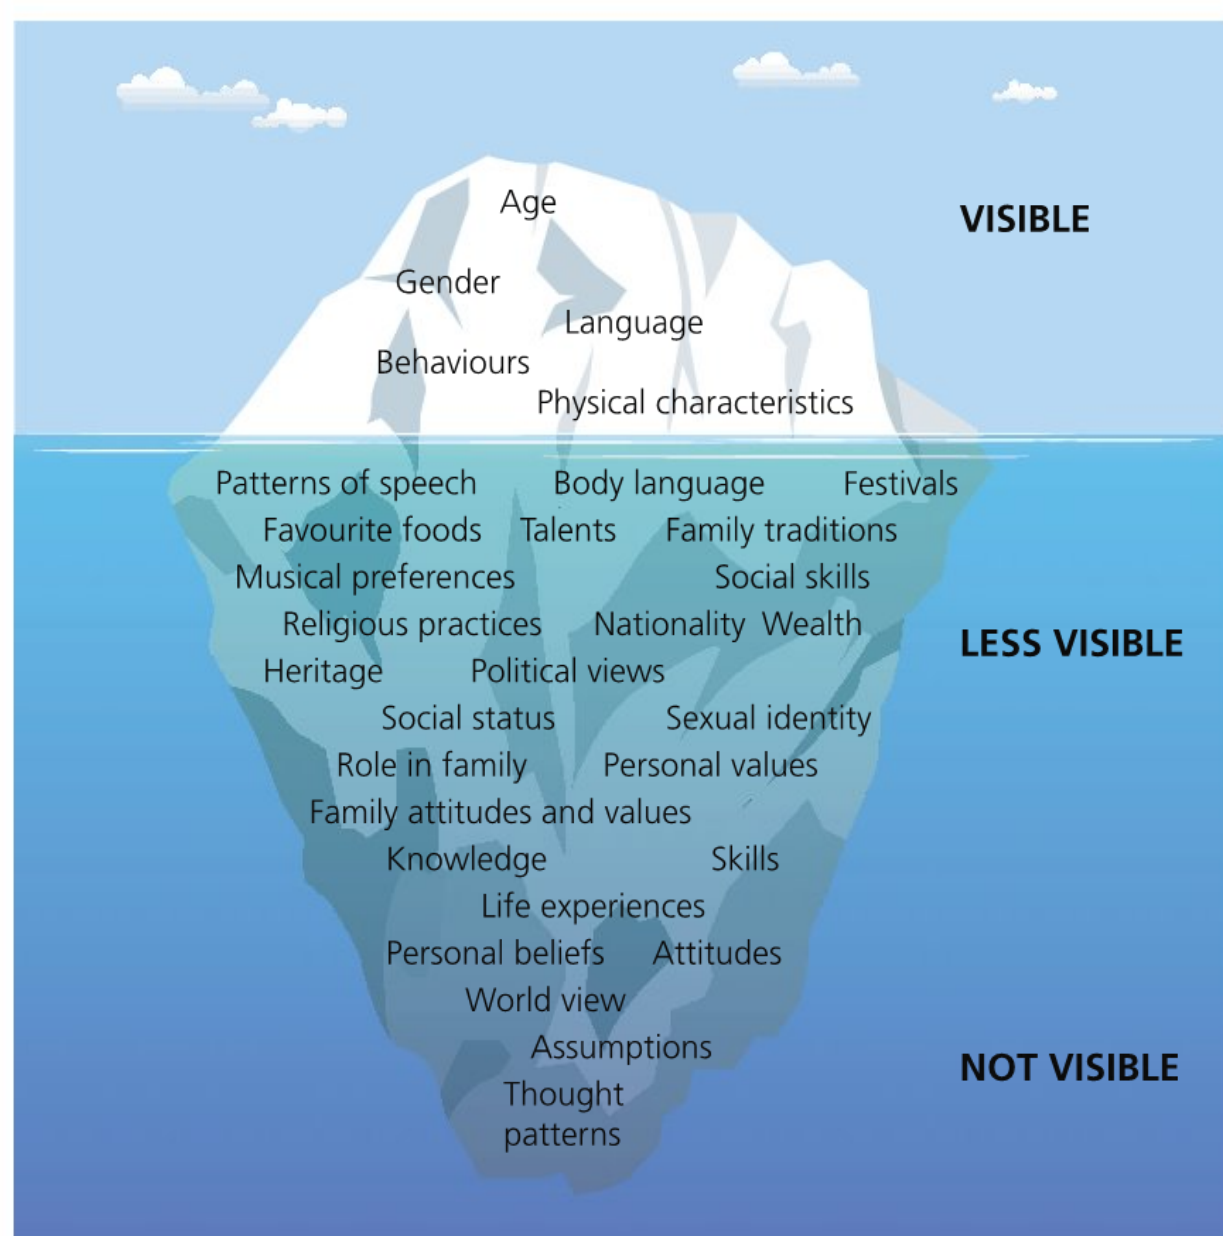 Age
VISIBLE
Gender
Language
Behaviours
Physical characteristics
Patterns of speech Body language Festivals
Favourite foods Talents Family traditions
Musical preferences Social skills
Religious practices Nationality Wealth
LESS VISIBLE
Heritage Political views
Social status Sexual identity
Role in family Personal values
Family attitudes and values
Knowledge Skills
Life experiences
Personal beliefs Attitudes
World view
Assumptions
NOT VISIBLE
Thought
patterns